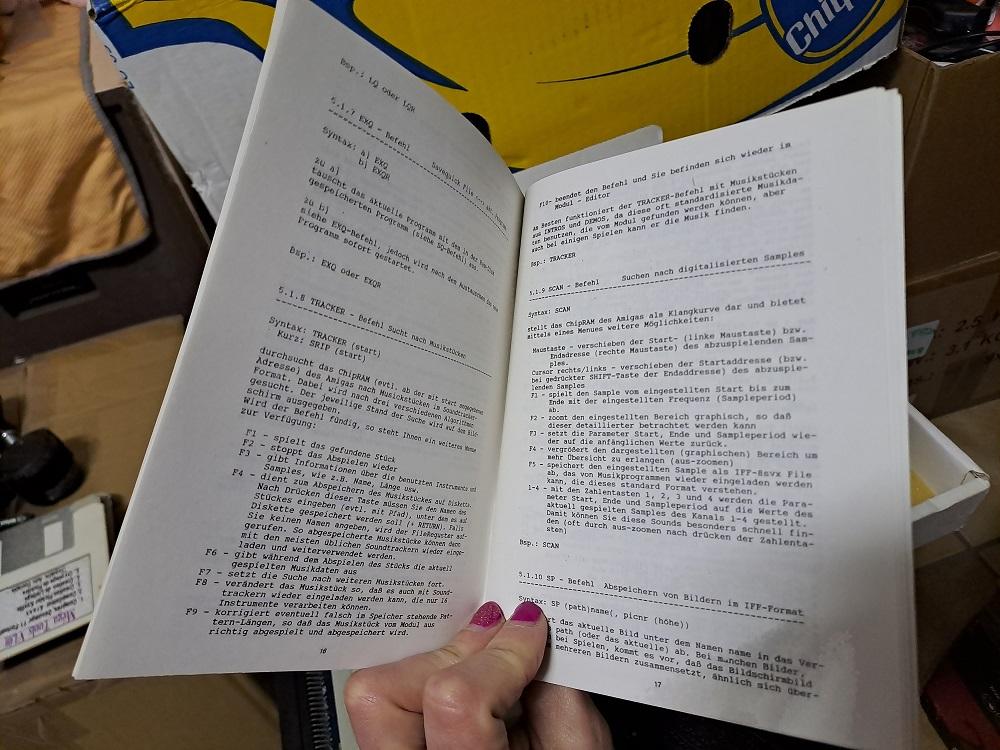 Bsp.: LQ oder LQR
5.1.7 EXQ - Befehl
Syntax: a) EXQ
b) EXQR
zu a)
tauscht das aktuelle Programm mit dem in der
gespeicherten Programm (siehe SQ-Befehl) aus.
zu b)
siehe EXQ-Befehl, jedoch wird nach dem Austauschen das neue
Programm sofort gestartet.
Bsp.: EXQ oder EXQR
5.1.8 TRACKER - Befehl Sucht nach Musikstücken
Syntax: TRACKER (start)
Kurz: SRIP (start)
durchsucht das ChipRAM (evtl. ab der mit start angegebenen
Adresse) des Amigas nach Musikstücken im Soundtracker-
Format. Dabei wird nach drei verschiedenen Algorithmen
gesucht. Der jeweilige Stand der Suche wird auf dem Bild-
schirm ausgegeben.
Wird der Befehl fündig, so steht Ihnen ein weiteres Menue
zur Verfügung:
F1 - spielt das gefundene Stück
F2 - stoppt das Abspielen wieder
F3 - gibt Informationen über die benutzten Instrumente und
Samples, wie z.B. Name, Länge usw.
F4 - dient zum Abspeichern des Musikstückes auf Diskette.
Nach Drücken dieser Taste müssen Sie den Namen des
Stückes eingeben (evtl. mit Pfad), unter dem es auf
Diskette gespeichert werden soll (+ RETURN). Falls
Sie keinen Namen angeben, wird der FileReguster auf-
gerufen. So abgespeicherte Musikstücke können dann
mit den meisten üblichen Soundtrackern wieder einge-
laden und weiterverwendet werden.
F6 - gibt während dem Abspielen des Stücks die aktuell
gespielten Musikdaten aus
F7 - setzt die Suche nach weiteren Musikstücken fort.
F8 - verändert das Musikstück so, daß es auch mit Sound-
trackern wieder eingeladen werden kann, die nur 16
Instrumente verarbeiten können.
F9 - korrigiert eventuell falsch im Speicher stehende Pat-
tern-Längen, so daß das Musikstück vom Modul aus
richtig abgespielt und abgespeichert wird.
16
F10- beendet den Befehl und Sie befinden sich wieder im
Modul - Editor
Am Besten funktioniert der TRACKER-Befehl mit Musikstücken
aus INTROS und DEMOS, da diese oft standardisierte Musikda-
ten benutzen, die vom Modul gefunden werden können, aber
auch bei einigen Spielen kann er die Musik finden.
Bsp.: TRACKER
5.1.9 SCAN - Befehl Suchen nach digitalisierten Samples
Syntax: SCAN
stellt das ChipRAM des Amigas als Klangkurve dar und bietet
mittels eines Menues weitere Möglichkeiten:
Maustaste - verschieben der Start- (linke Maustaste) bzw.
Endadresse (rechte Maustaste) des abzuspielenden Sam-
ples.
Cursor rechts/links - verschieben der Startaddresse (bzw.
bei gedrückter SHIFT-Taste der Endaddresse) des abzuspie-
lenden Samples
F1 - spielt den Sample vom eingestellten Start bis zum
Ende mit der eingestellten Frequenz (Sampleperiod)
ab.
F2 - zoomt den eingestellten Bereich graphisch, so daß
dieser detaillierter betrachtet werden kann
F3 - setzt die Parameter Start, Ende und Sampleperiod wie-
der auf die anfänglichen Werte zurück.
F4 - vergrößert den dargestellten (graphischen) Bereich um
mehr Übersicht zu erlangen (aus-zoomen)
F5 - speichert den eingestellten Sample als IFF-8svx File
ab, das von Musikprogrammen wieder eingeladen werden
kann, die dieses standard Format verstehen.
1-4 - mit den Zahlentasten 1, 2, 3 und 4 werden die Para-
meter Start, Ende und Sampleperiod auf die Werte des
aktuell gespielten Samples des Kanals 1-4 gestellt.
Damit können Sie diese Sounds besonders schnell fin-
den (oft durch aus-zoomen nach drücken der Zahlenta-
sten)
Bsp.: SCAN
5.1.10 SP - Befehl Abspeichern von Bildern im IFF-Format
Syntax: SP (path)name(, picnr (höhe))
das aktuelle Bild unter dem Namen name in das Ver-
path (oder das aktuelle) ab. Bei manchen Bilder,
bei Spielen, kommt es vor, daß das Bildschirmbild
mehreren Bildern zusammensetzt, ähnlich sich über-
17
Chiq